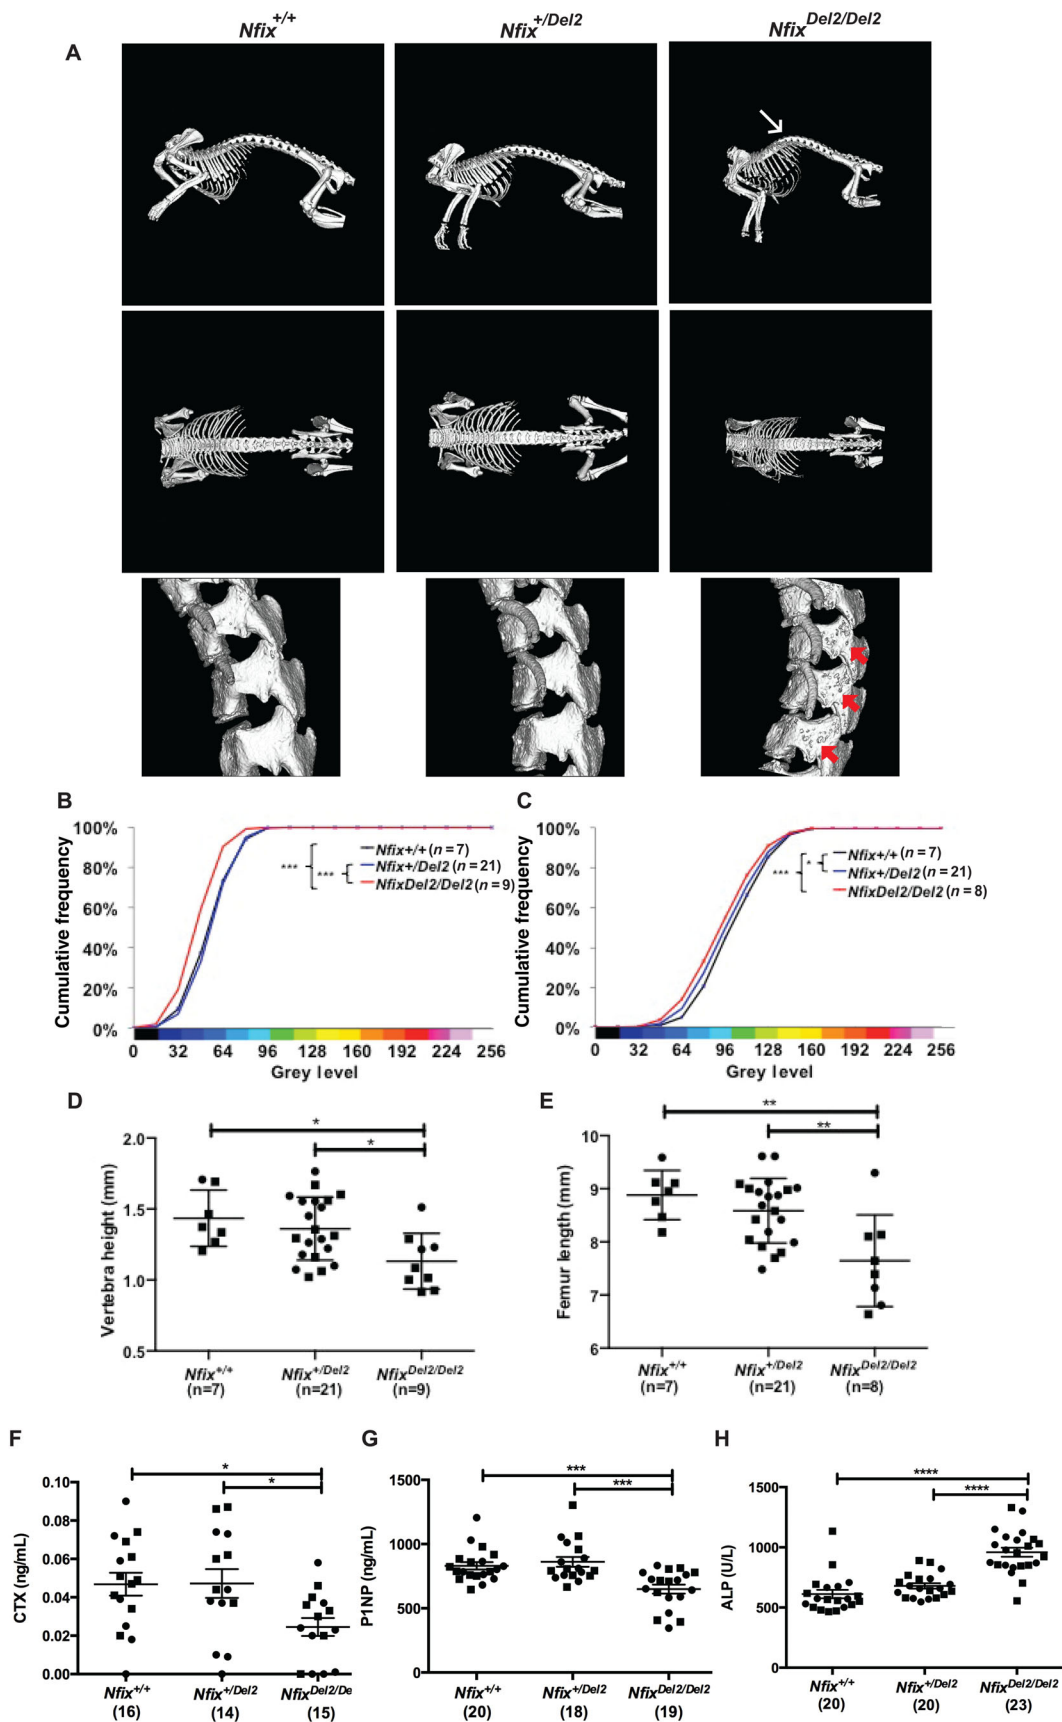 Nfix+/+ Nfix+/Del2 NfixDel2/Del2
A
B C
100% 100%
80% 80%
60% 60%
40% 40%
20% 20%
0% 0%
Cumulative frequency Cumulative frequency
*** *** Nfix+/+ (n = 7)
Nfix+/Del2 (n = 21)
NfixDel2/Del2 (n = 9)
*** * Nfix+/+ (n = 7)
Nfix+/Del2 (n = 21)
NfixDel2/Del2 (n = 8)
0 32 64 96 128 160 192 224 256 0 32 64 96 128 160 192 224 256
Grey level Grey level
D
*
*
2.0
1.5
1.0
0.5
Vertebra height (mm)
Nfix+/+ Nfix+/Del2 NfixDel2/Del2
(n=7) (n=21) (n=9)
E
**
**
10
9
8
7
6
Femur length (mm)
Nfix+/+ Nfix+/Del2 NfixDel2/Del2
(n=7) (n=21) (n=8)
F
*
*
0.10
0.08
0.06
0.04
0.02
0.00
CTX (ng/mL)
Nfix+/+ Nfix+/Del2 NfixDel2/De
(16) (14) (15)
G
***
***
1500
1000
500
0
P1NP (ng/mL)
Nfix+/+ Nfix+/Del2 NfixDel2/Del2
(20) (18) (19)
H
****
****
1500
1000
500
0
ALP (U/L)
Nfix+/+ Nfix+/Del2 NfixDel2/Del2
(20) (20) (23)